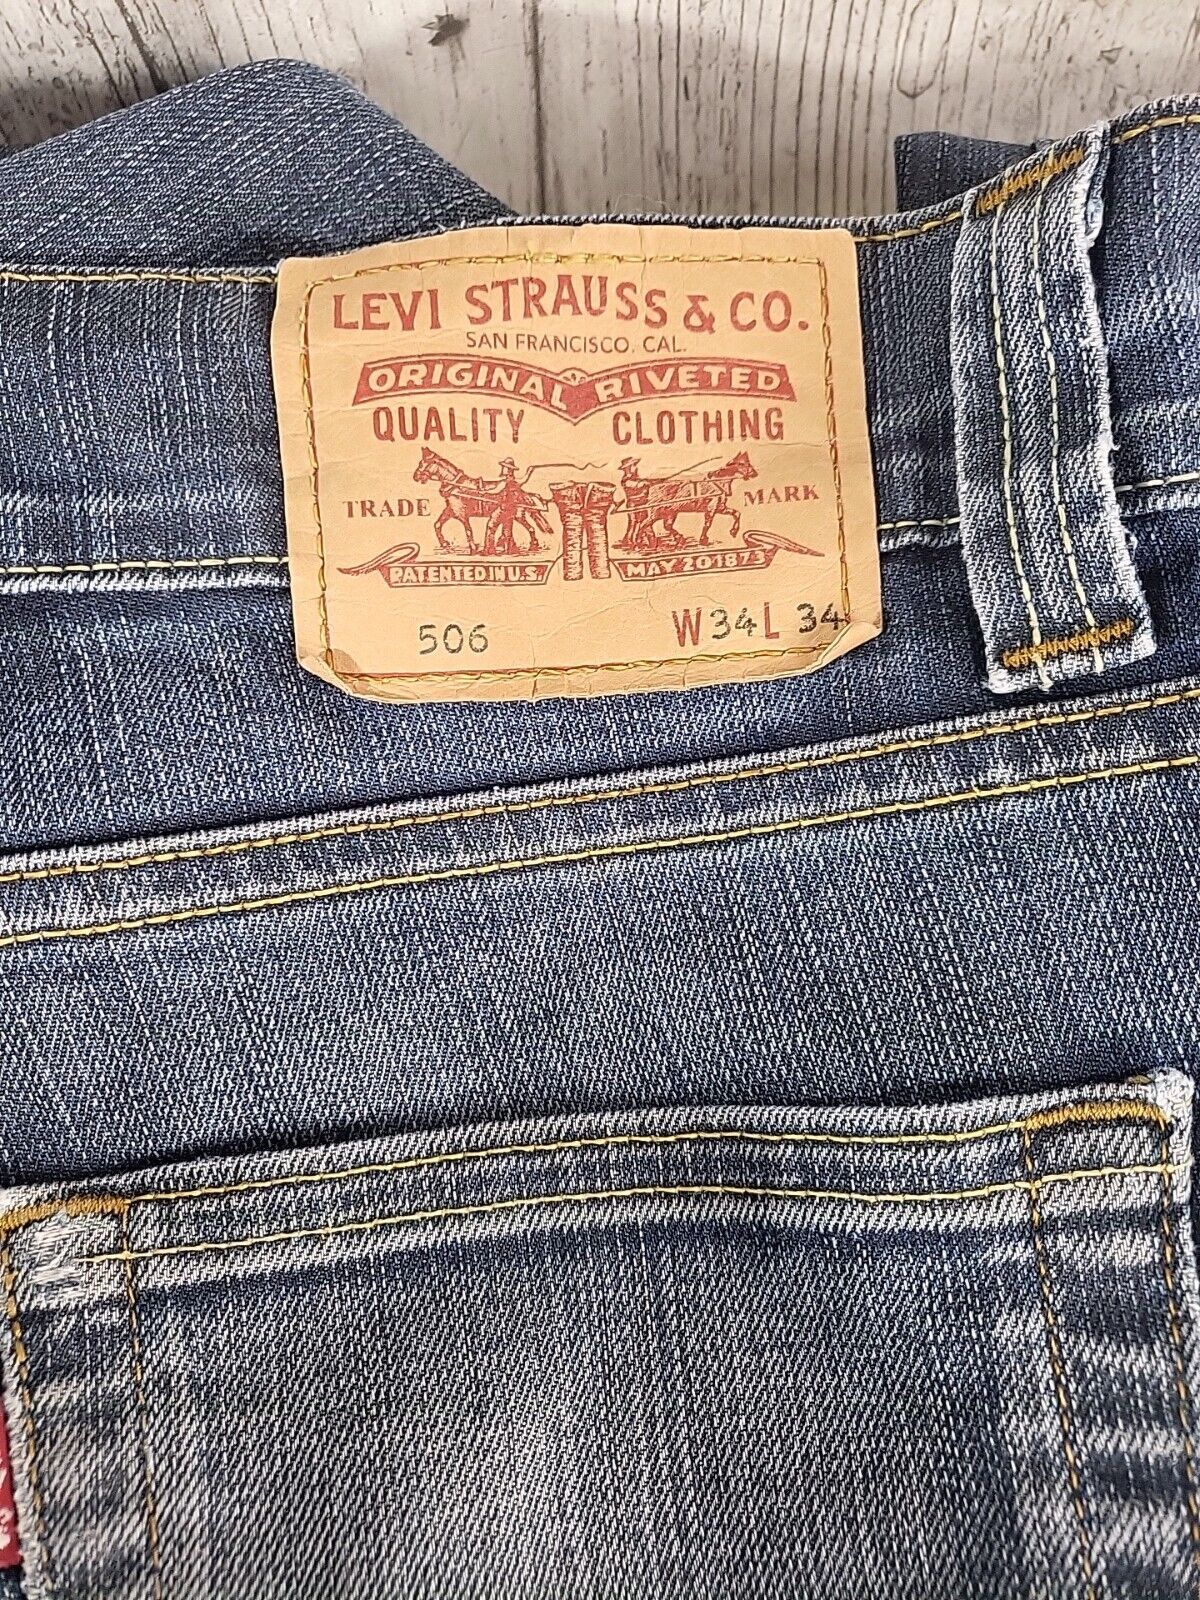 LEVI STRAUSS & CO.
SAN FRANCISCO, CAL.
ORIGINAL RIVETED
QUALITY CLOTHING
TRADE MARK
PATENTED IN U.S. MAY 20 1873
506 W 34 L 34